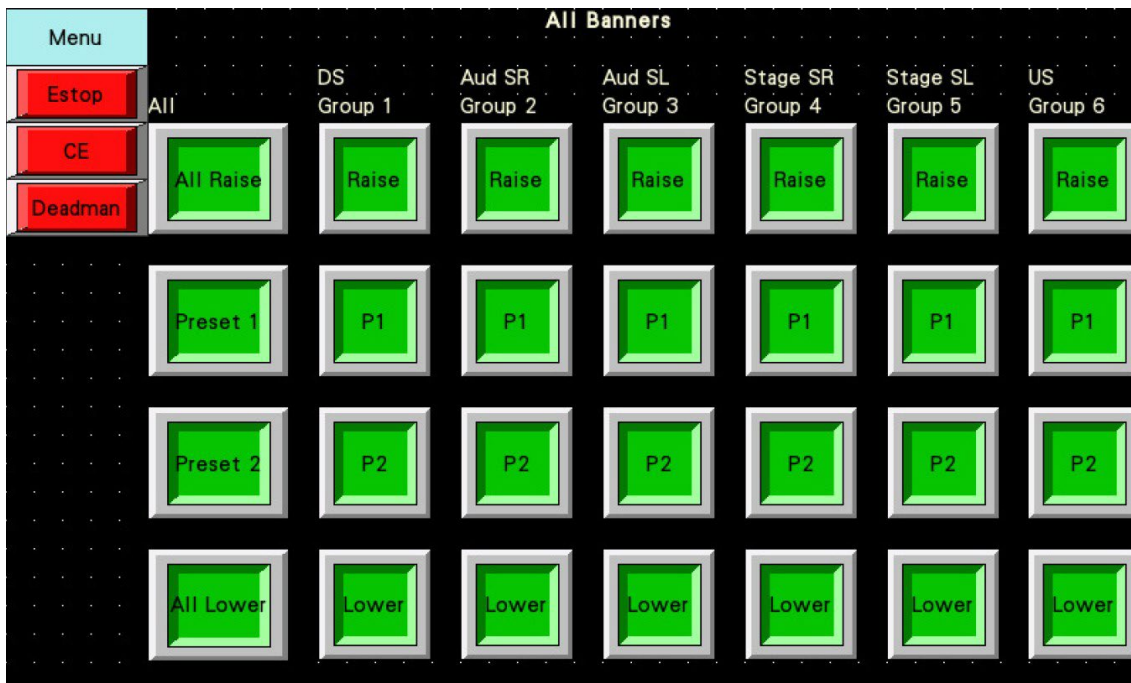 All Banners
Menu
Estop
CE
Deadman
All
DS
Group 1
Aud SR
Group 2
Aud SL
Group 3
Stage SR
Group 4
Stage SL
Group 5
US
Group 6
All Raise
Raise
Raise
Raise
Raise
Raise
Raise
Preset 1
P1
P1
P1
P1
P1
P1
Preset 2
P2
P2
P2
P2
P2
P2
All Lower
Lower
Lower
Lower
Lower
Lower
Lower